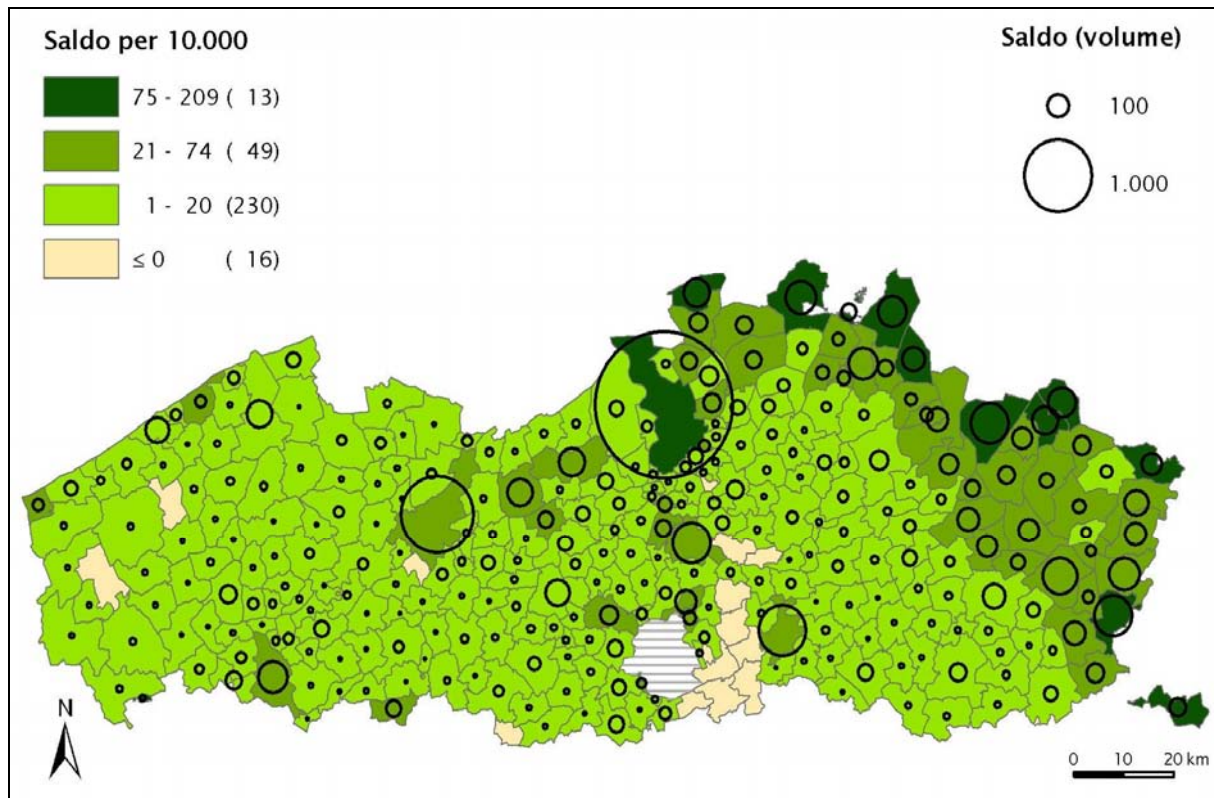 Saldo per 10.000
75 - 209 ( 13)
21 - 74 ( 49)
1 - 20 (230)
≤ 0 ( 16)
Saldo (volume)
100
1.000
N
0 10 20 km